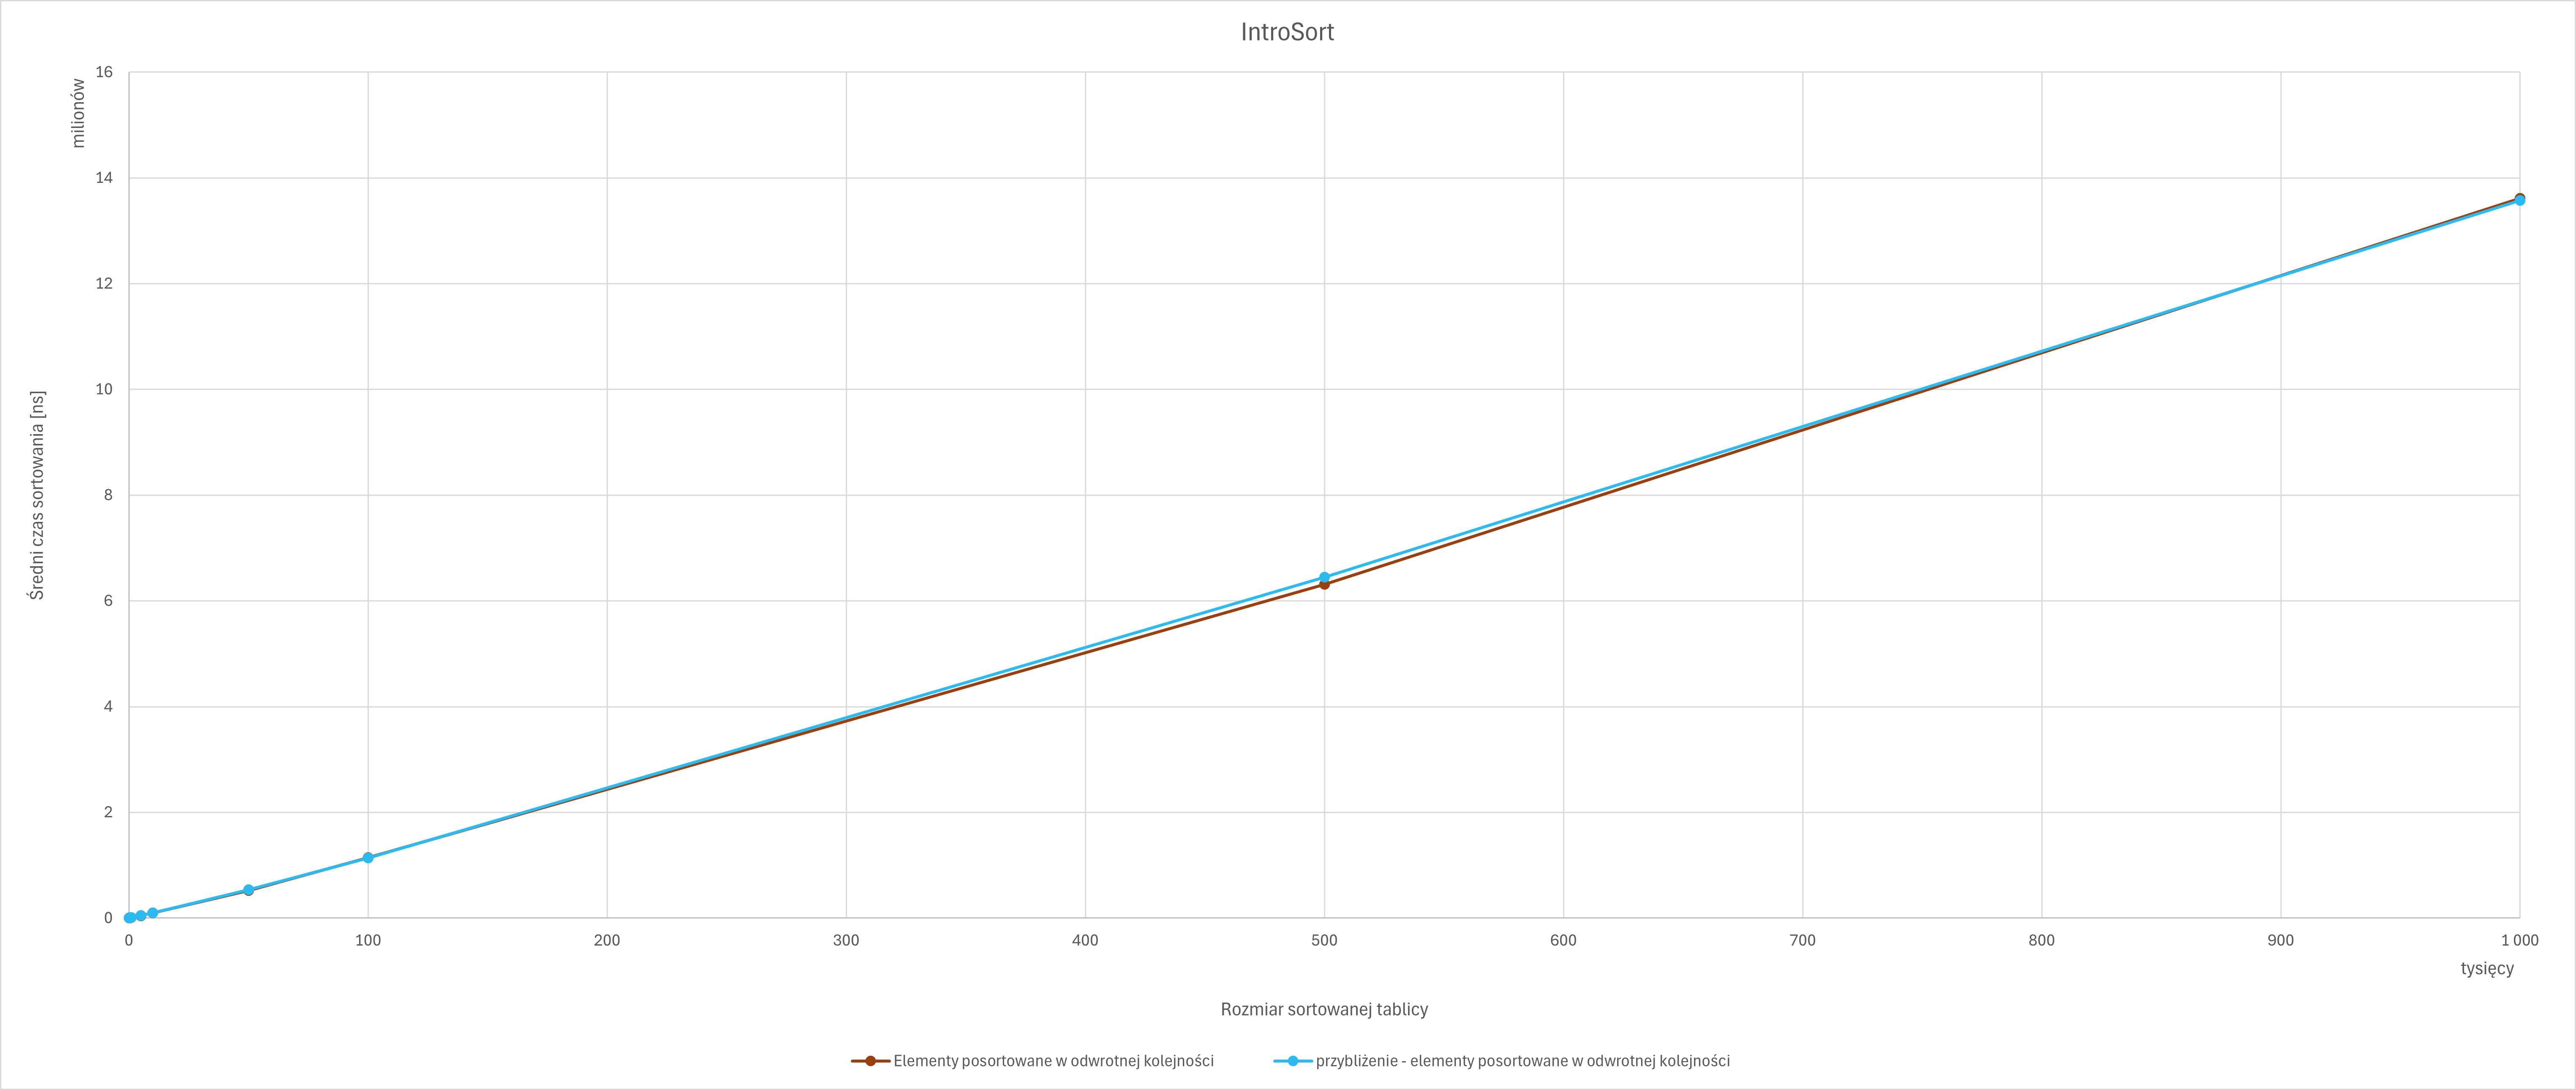 IntroSort
milionów
16
14
12
10
8
6
4
2
0
Średni czas sortowania [ns]
0 100 200 300 400 500 600 700 800 900 1 000
tysięcy
Rozmiar sortowanej tablicy
Elementy posortowane w odwrotnej kolejności przybliżenie - elementy posortowane w odwrotnej kolejności